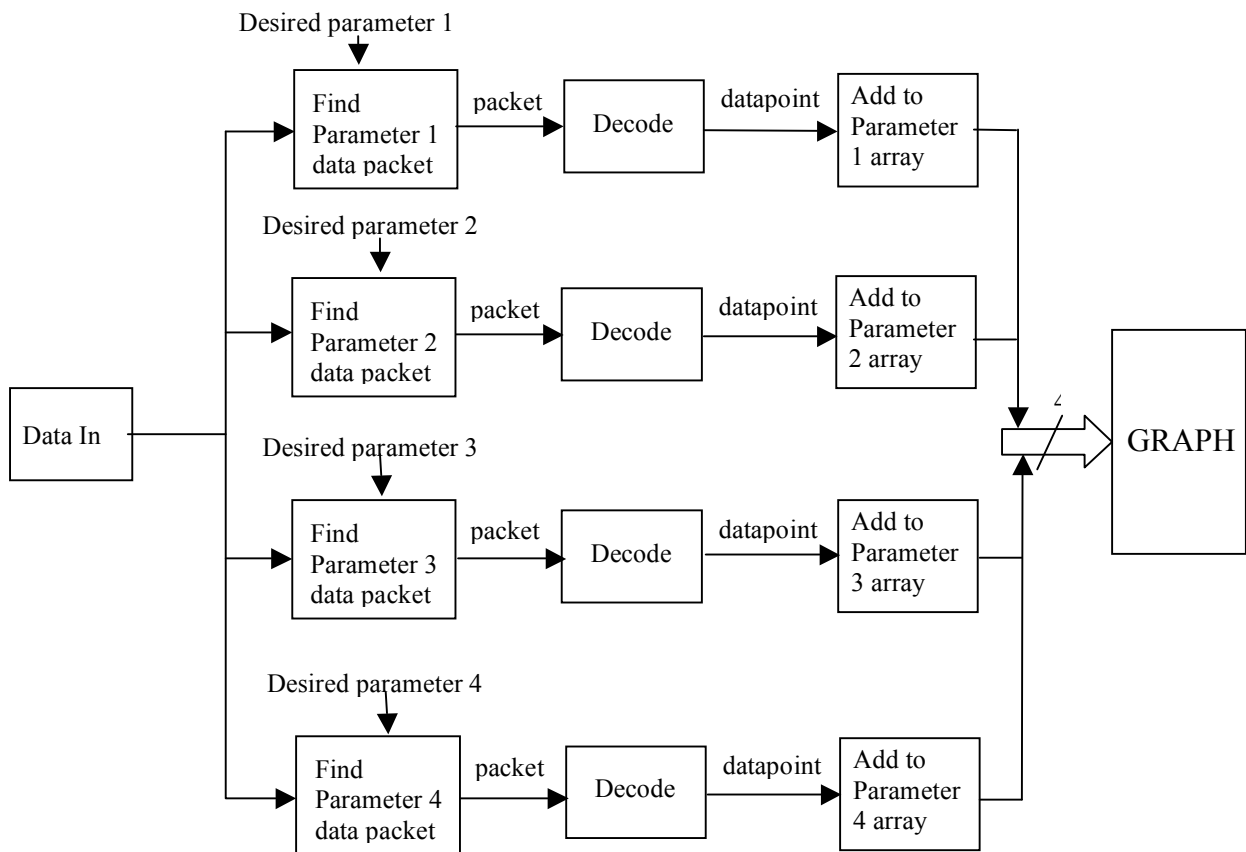 Desired parameter 1
Find
Parameter 1
data packet
packet
Decode
datapoint
Add to
Parameter
1 array
Desired parameter 2
Find
Parameter 2
data packet
packet
Decode
datapoint
Add to
Parameter
2 array
Data In
4
GRAPH
Desired parameter 3
Find
Parameter 3
data packet
packet
Decode
datapoint
Add to
Parameter
3 array
Desired parameter 4
Find
Parameter 4
data packet
packet
Decode
datapoint
Add to
Parameter
4 array